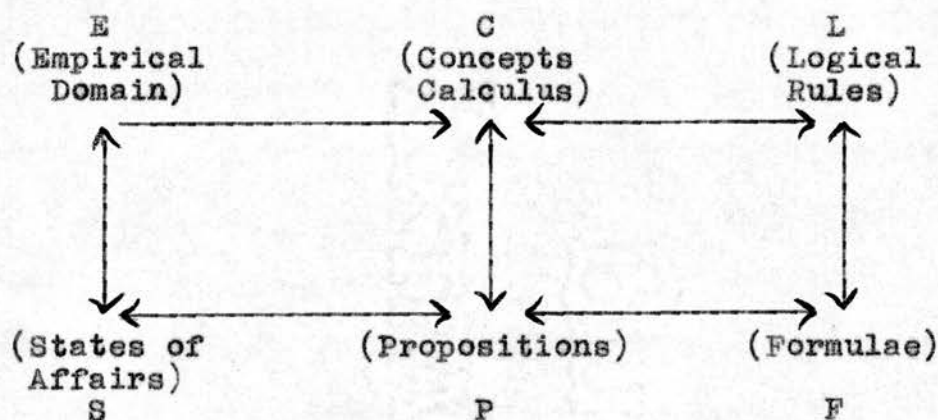 E C L
(Empirical (Concepts (Logical
Domain) Calculus) Rules)
(States of (Propositions) (Formulae)
Affairs)
S P F